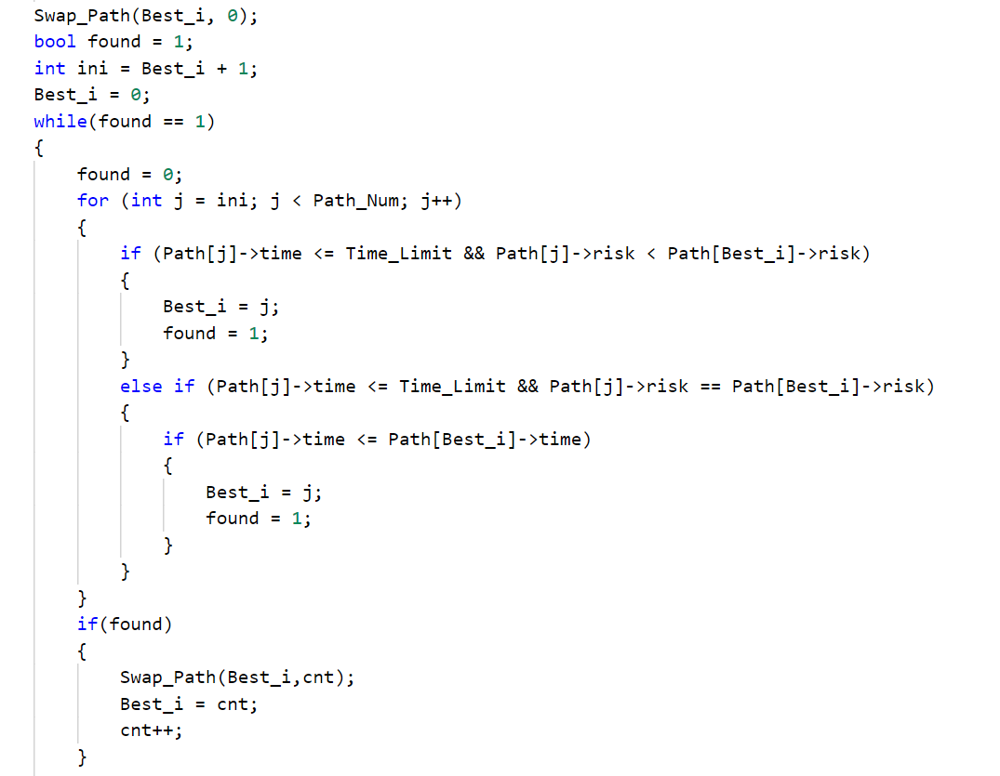 Swap_Path(Best_i, 0);
bool found = 1;
int ini = Best_i + 1;
Best_i = 0;
while(found == 1)
{
    found = 0;
    for (int j = ini; j < Path_Num; j++)
    {
        if (Path[j]->time <= Time_Limit && Path[j]->risk < Path[Best_i]->risk)
        {
            Best_i = j;
            found = 1;
        }
        else if (Path[j]->time <= Time_Limit && Path[j]->risk == Path[Best_i]->risk)
        {
            if (Path[j]->time <= Path[Best_i]->time)
            {
                Best_i = j;
                found = 1;
            }
        }
    }
    if(found)
    {
        Swap_Path(Best_i,cnt);
        Best_i = cnt;
        cnt++;
    }